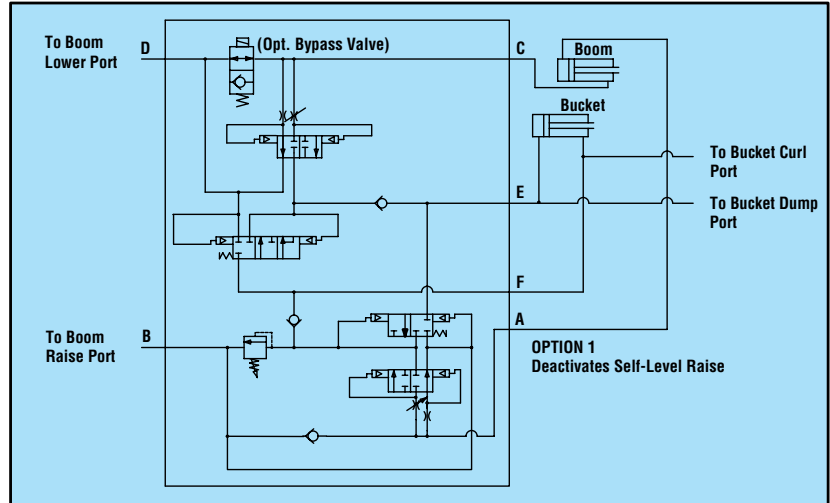 To Boom
Lower Port
D
(Opt. Bypass Valve)
C
Boom
Bucket
To Bucket Curl
Port
E
To Bucket Dump
Port
F
A
To Boom
Raise Port
B
OPTION 1
Deactivates Self-Level Raise